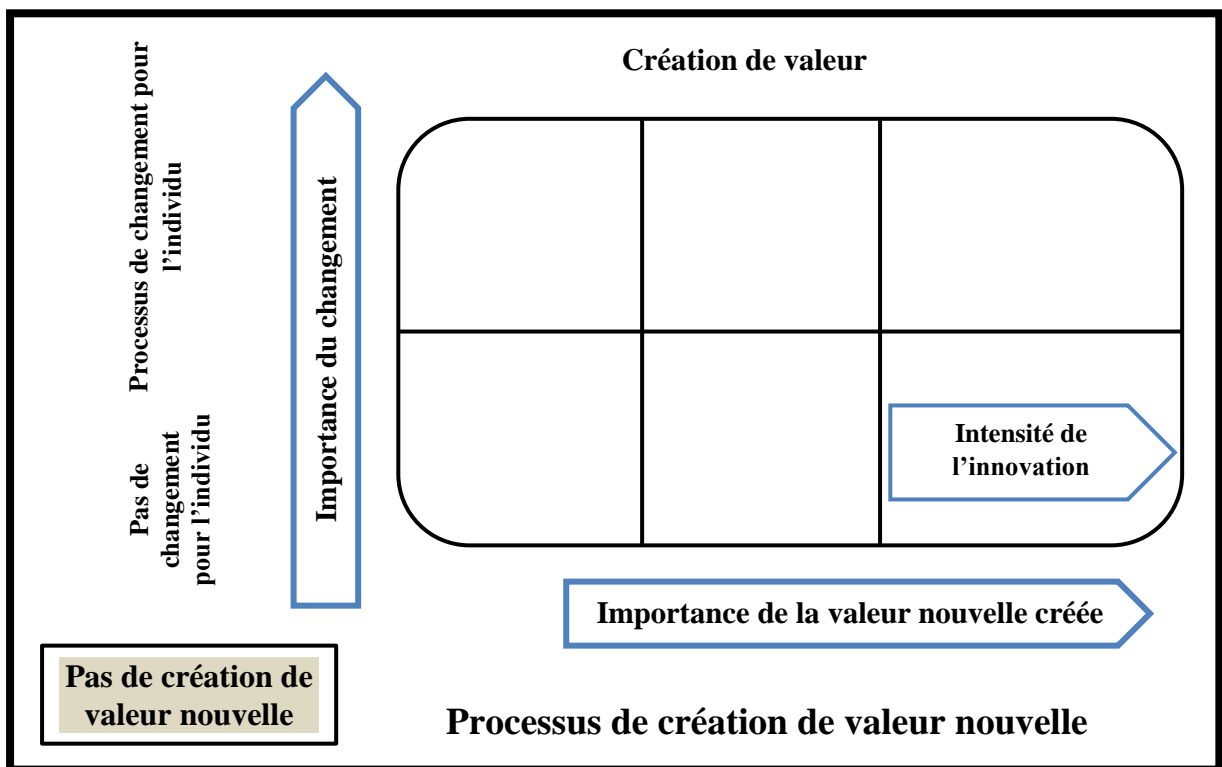 Création de valeur
Processus de changement pour
l’individu
Pas de
changement
pour l’individu
Importance du changement
Intensité de
l’innovation
Importance de la valeur nouvelle créée
Pas de création de
valeur nouvelle
Processus de création de valeur nouvelle